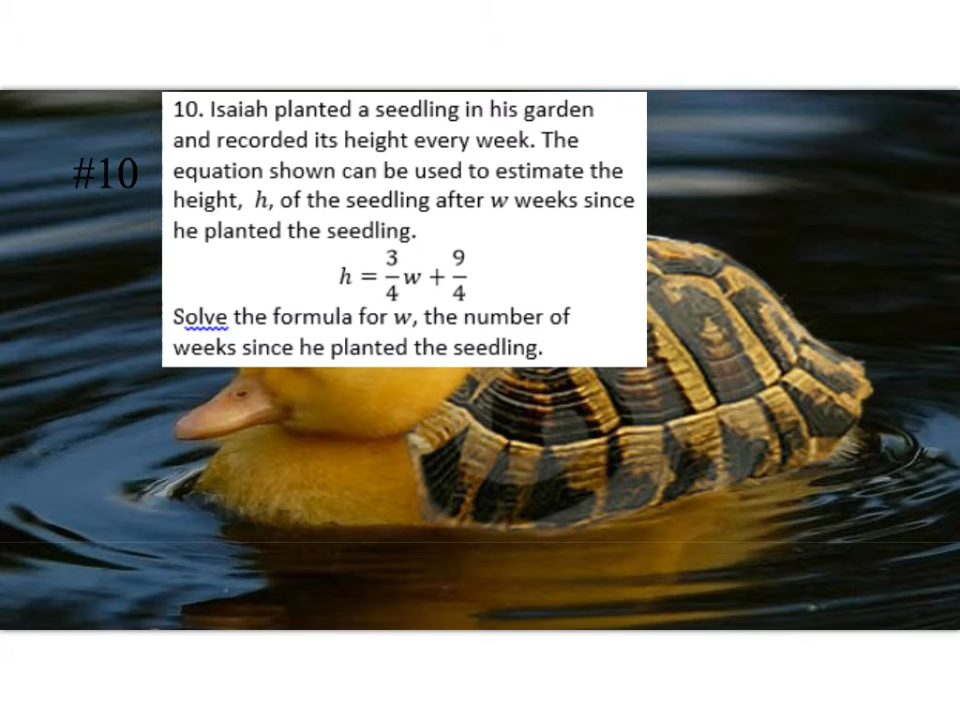 #10
10. Isaiah planted a seedling in his garden
and recorded its height every week. The
equation shown can be used to estimate the
height, h, of the seedling after w weeks since
he planted the seedling.
h = 3/4 w + 9/4
Solve the formula for w, the number of
weeks since he planted the seedling.